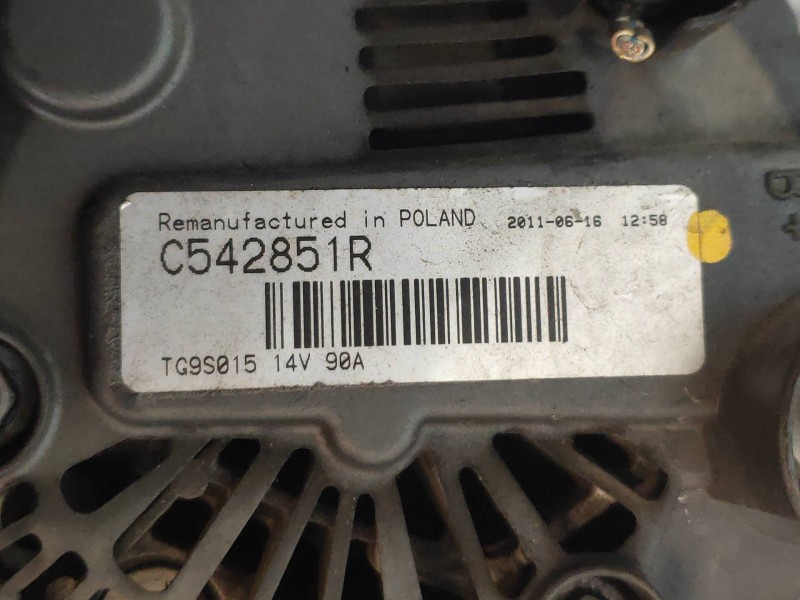 Remanufactured in POLAND 2011-06-16 12:58
C542851R
TG9S015 14V 90A